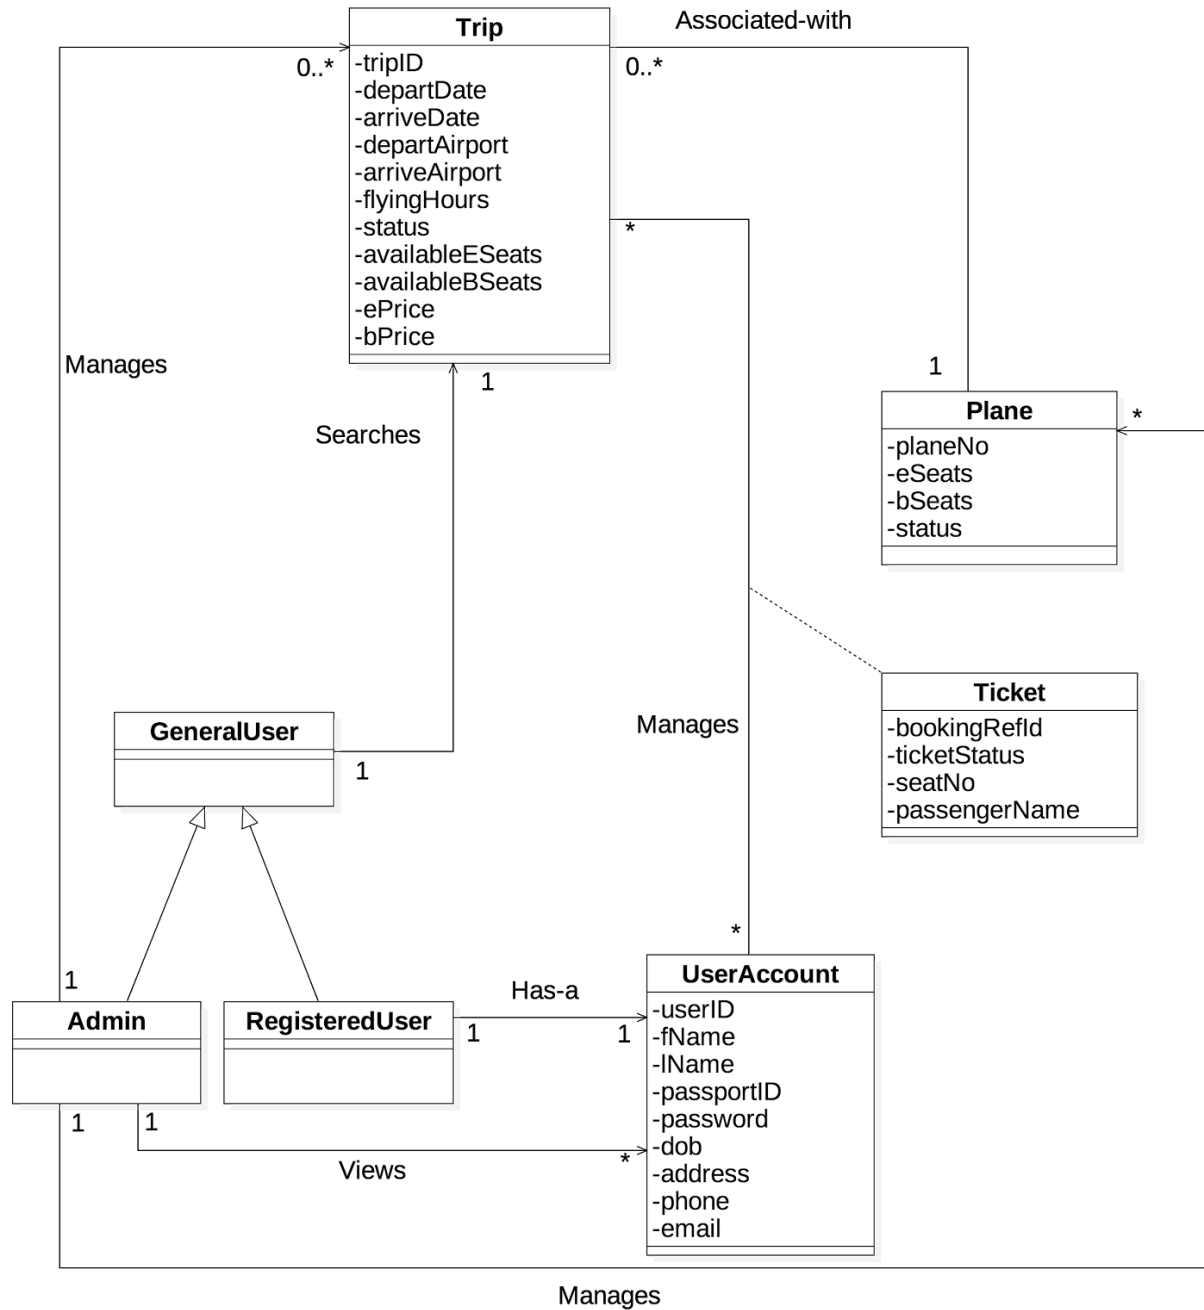 Associated-with
Trip
0..*
0..*
-tripID
-departDate
-arriveDate
-departAirport
-arriveAirport
-flyingHours
-status
-availableESeats
-availableBSeats
-ePrice
-bPrice
*
Manages
1
1
Searches
Plane
*
-planeNo
-eSeats
-bSeats
-status
Ticket
-bookingRefId
-ticketStatus
-seatNo
-passengerName
Manages
GeneralUser
1
*
1
Admin
RegisteredUser
Has-a
1
1
UserAccount
-userID
-fName
-lName
-passportID
-password
-dob
-address
-phone
-email
1
1
Views
*
Manages